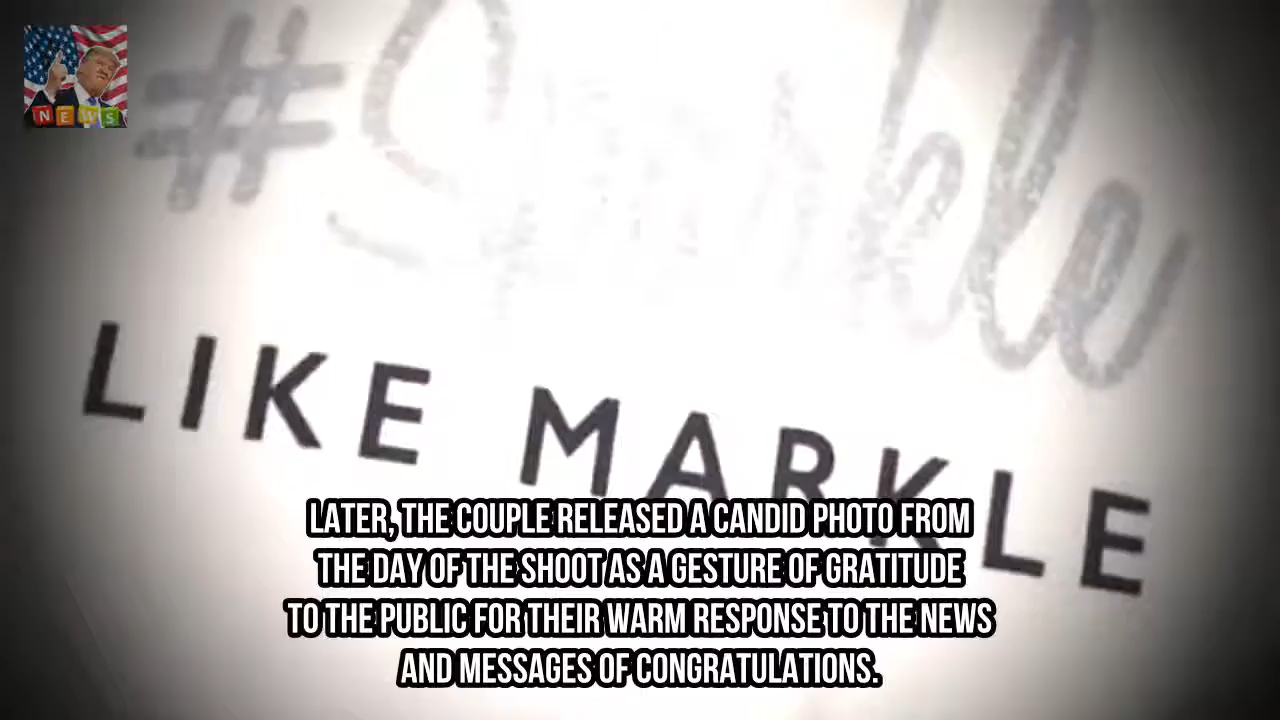 NEWS
#Sparkle
LIKE MARKLE
LATER, THE COUPLE RELEASED A CANDID PHOTO FROM
THE DAY OF THE SHOOT AS A GESTURE OF GRATITUDE
TO THE PUBLIC FOR THEIR WARM RESPONSE TO THE NEWS
AND MESSAGES OF CONGRATULATIONS.